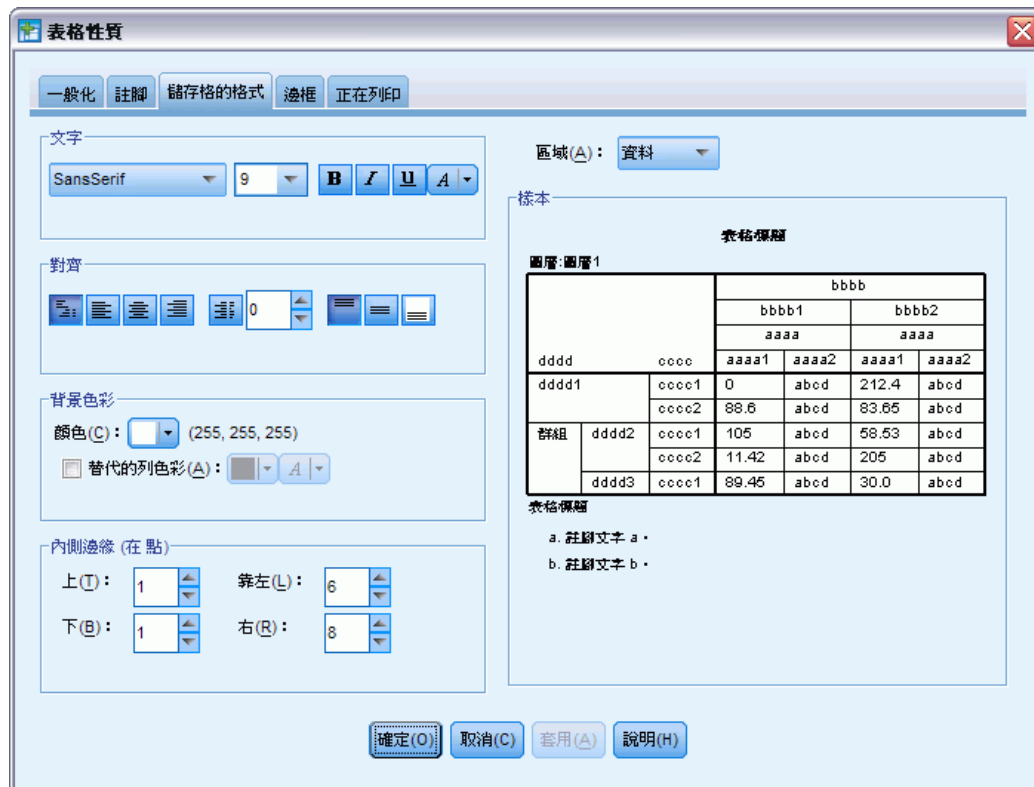 表格性質
一般化 註腳 儲存格的格式 邊框 正在列印
文字
SansSerif 9 B I U A
對齊
0
背景色彩
顏色(C): (255, 255, 255)
替代的列色彩(A): A
內側邊緣 (在 點)
上(T): 1 靠左(L): 6
下(B): 1 右(R): 8
區域(A): 資料
樣本
表格標題
圖層:圖層1
bbbb
bbbb1 bbbb2
aaaa aaaa
dddd cccc aaaa1 aaaa2 aaaa1 aaaa2
dddd1 cccc1 0 abcd 212.4 abcd
cccc2 88.6 abcd 83.65 abcd
群組 dddd2 cccc1 105 abcd 58.53 abcd
cccc2 11.42 abcd 205 abcd
dddd3 cccc1 89.45 abcd 30.0 abcd
表格標題
a. 註腳文字 a。
b. 註腳文字 b。
確定(O) 取消(C) 套用(A) 說明(H)